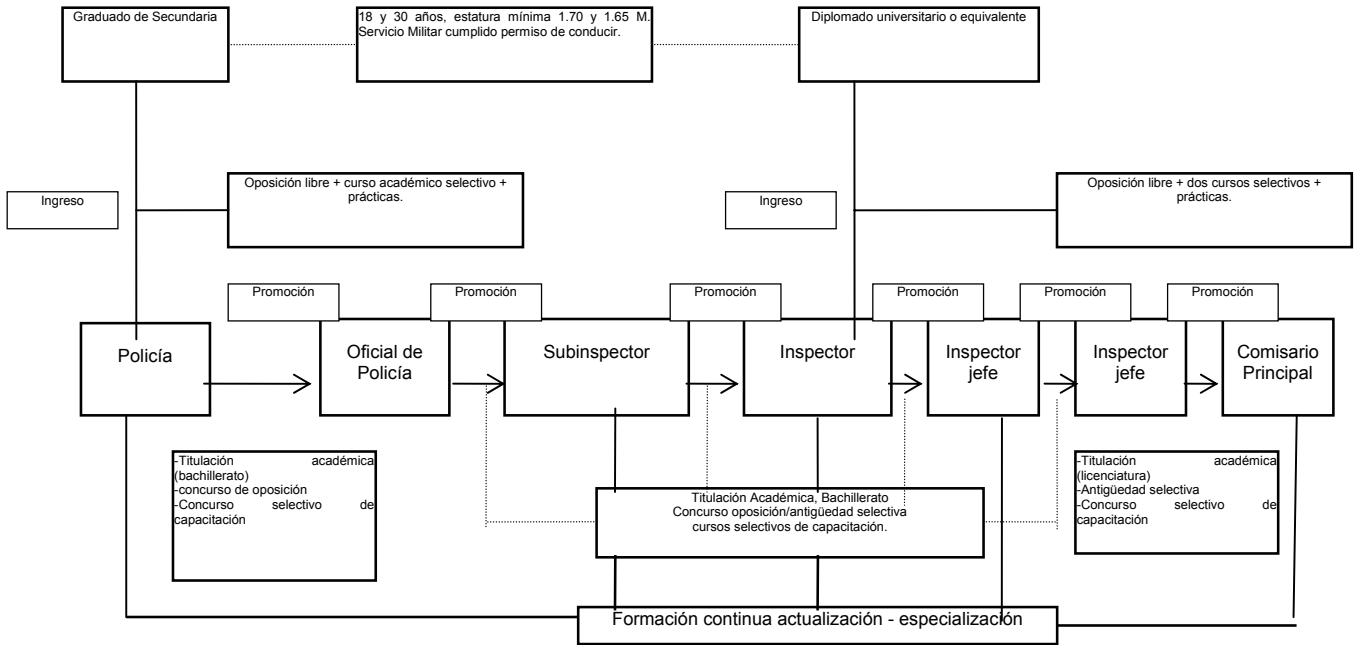 Graduado de Secundaria
18 y 30 años, estatura mínima 1.70 y 1.65 M.
Servicio Militar cumplido permiso de conducir.
Diplomado universitario o equivalente
Ingreso
Oposición libre + curso académico selectivo +
prácticas.
Ingreso
Oposición libre + dos cursos selectivos +
prácticas.
Promoción
Promoción
Promoción
Promoción
Promoción
Promoción
Policía
Oficial de
Policía
Subinspector
Inspector
Inspector
jefe
Inspector
jefe
Comisario
Principal
-Titulación académica
(bachillerato)
-concurso de oposición
-Concurso selectivo de
capacitación
Titulación Académica, Bachillerato
Concurso oposición/antigüedad selectiva
cursos selectivos de capacitación.
-Titulación académica
(licenciatura)
-Antigüedad selectiva
-Concurso selectivo de
capacitación
Formación continua actualización - especialización